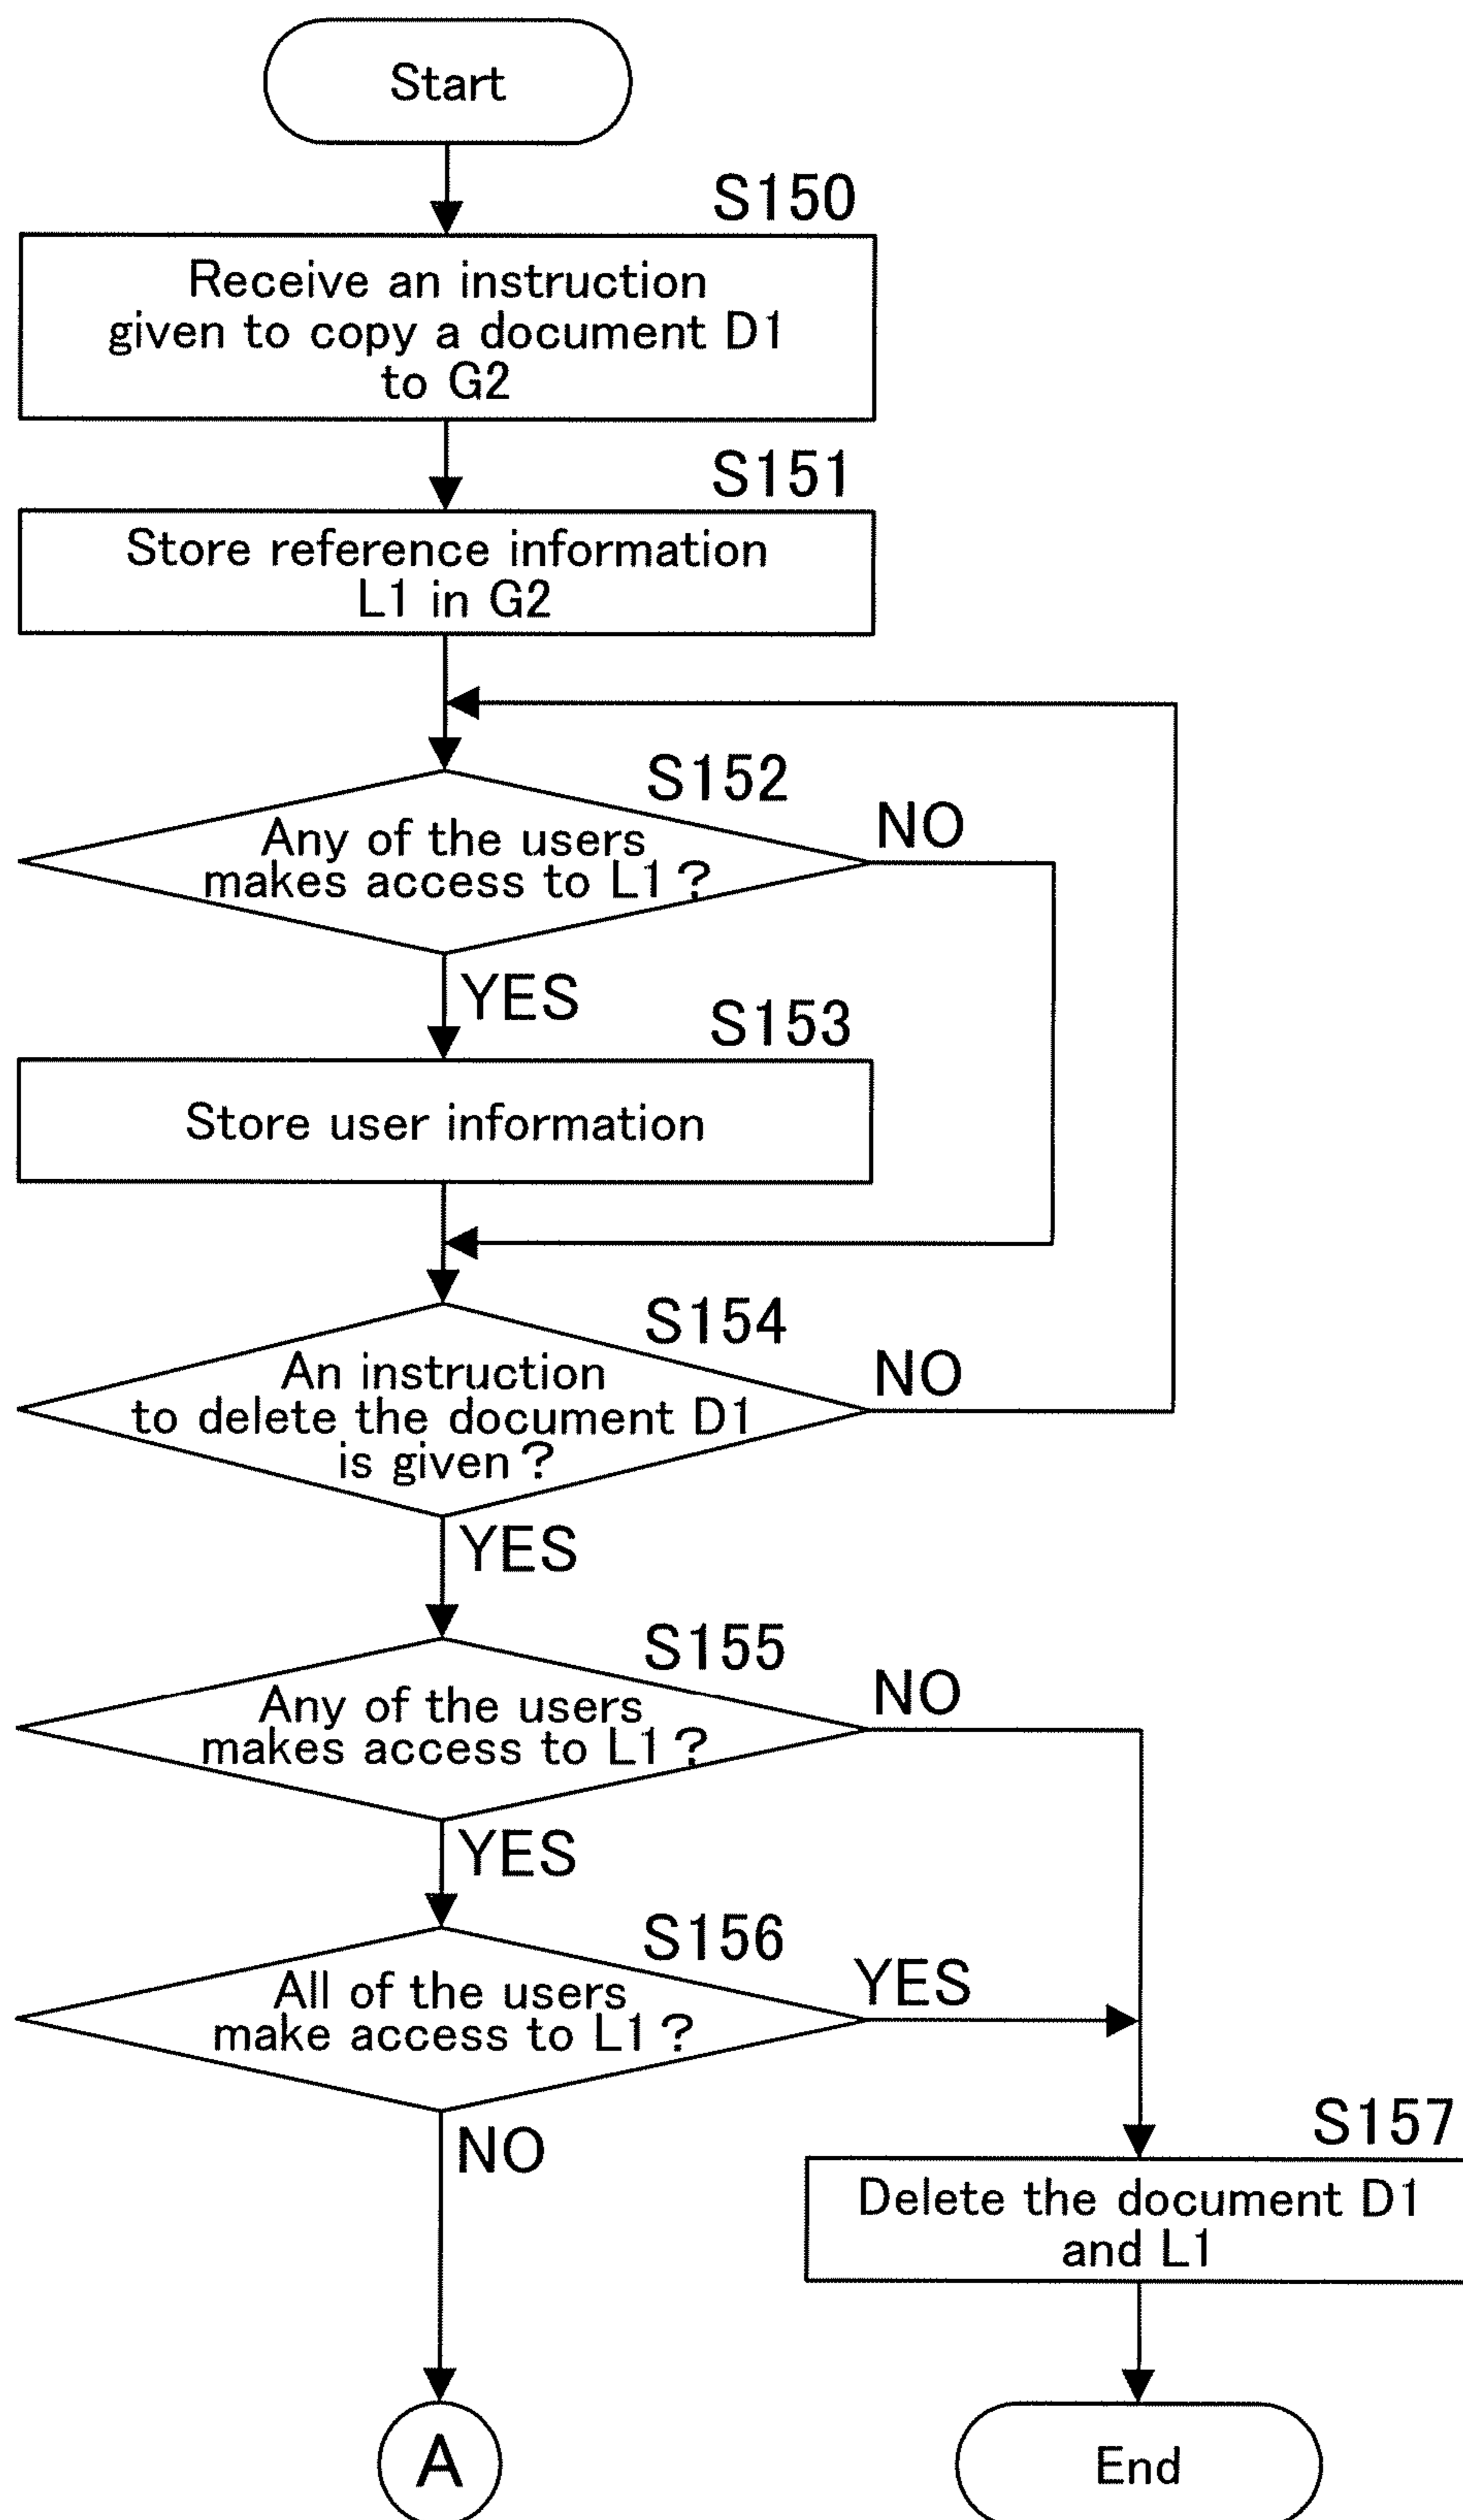 Start
S150
Receive an instruction
given to copy a document D1
to G2
S151
Store reference information
L1 in G2
S152
Any of the users
makes access to L1?
NO
YES
S153
Store user information
S154
An instruction
to delete the document D1
is given?
NO
YES
S155
Any of the users
makes access to L1?
NO
YES
S156
All of the users
make access to L1?
YES
NO
S157
Delete the document D1
and L1
A
End